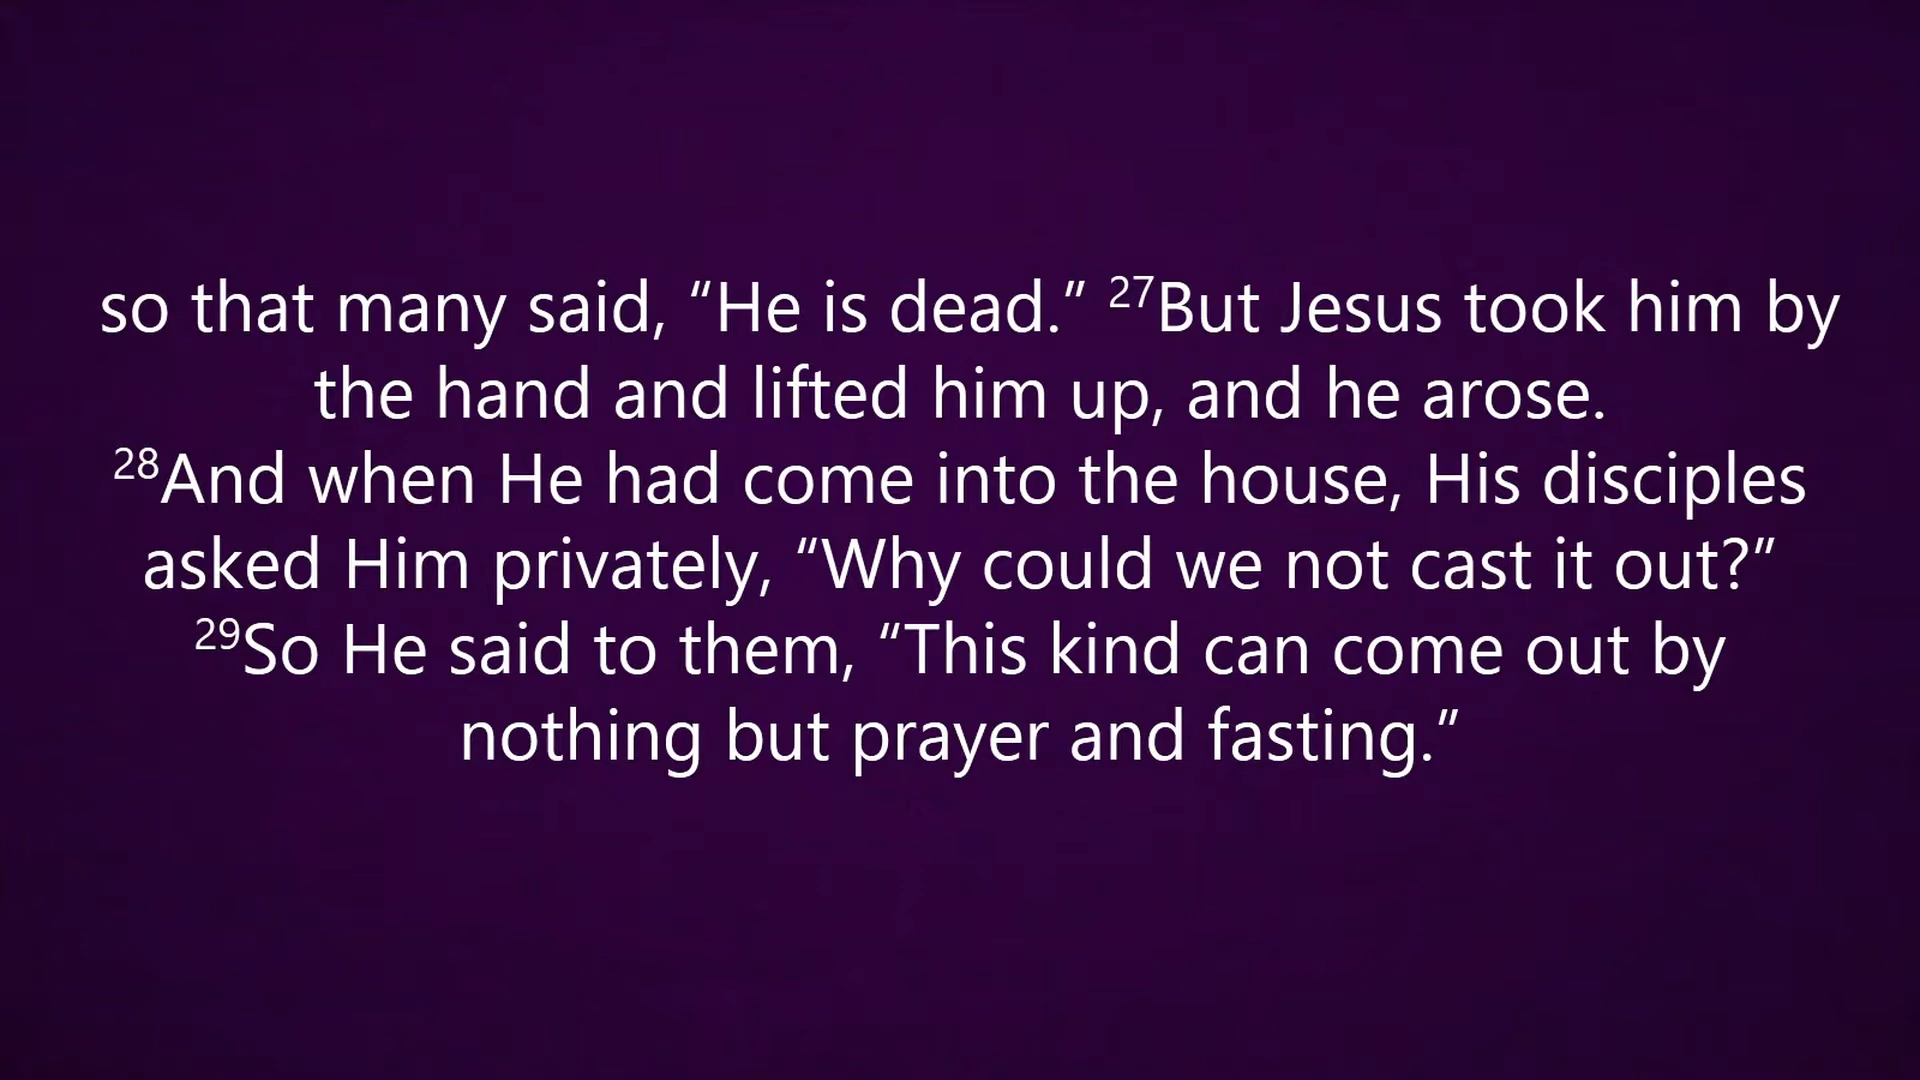 so that many said, “He is dead.” ²⁷But Jesus took him by
the hand and lifted him up, and he arose.
²⁸And when He had come into the house, His disciples
asked Him privately, “Why could we not cast it out?”
²⁹So He said to them, “This kind can come out by
nothing but prayer and fasting.”